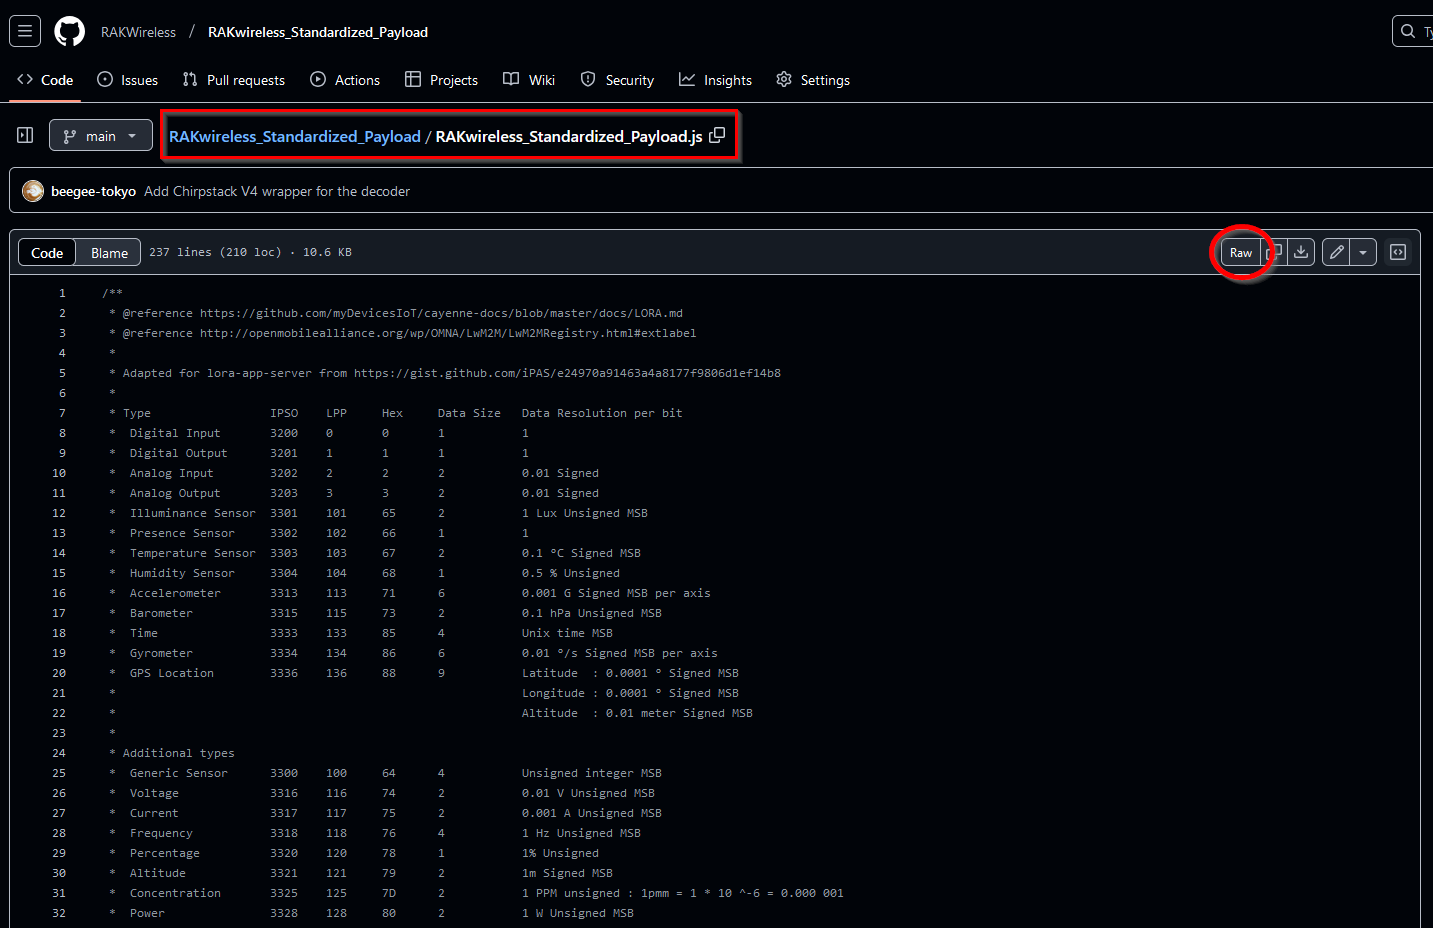 RAKWireless / RAKwireless_Standardized_Payload
Code Issues Pull requests Actions Projects Wiki Security Insights Settings
main RAKwireless_Standardized_Payload / RAKwireless_Standardized_Payload.js
beegee-tokyo Add Chirpstack V4 wrapper for the decoder
Code Blame 237 lines (210 loc) · 10.6 KB Raw
1 /**
2 * @reference https://github.com/myDevicesIoT/cayenne-docs/blob/master/docs/LORA.md
3 * @reference http://openmobilealliance.org/wp/OMNA/LwM2M/LwM2MRegistry.html#extlabel
4 *
5 * Adapted for lora-app-server from https://gist.github.com/iPAS/e24970a91463a4a8177f9806d1ef14b8
6 *
7 * Type IPSO LPP Hex Data Size Data Resolution per bit
8 * Digital Input 3200 0 0 1 1
9 * Digital Output 3201 1 1 1 1
10 * Analog Input 3202 2 2 2 0.01 Signed
11 * Analog Output 3203 3 3 2 0.01 Signed
12 * Illuminance Sensor 3301 101 65 2 1 Lux Unsigned MSB
13 * Presence Sensor 3302 102 66 1 1
14 * Temperature Sensor 3303 103 67 2 0.1 °C Signed MSB
15 * Humidity Sensor 3304 104 68 1 0.5 % Unsigned
16 * Accelerometer 3313 113 71 6 0.001 G Signed MSB per axis
17 * Barometer 3315 115 73 2 0.1 hPa Unsigned MSB
18 * Time 3333 133 85 4 Unix time MSB
19 * Gyrometer 3334 134 86 6 0.01 °/s Signed MSB per axis
20 * GPS Location 3336 136 88 9 Latitude : 0.0001 ° Signed MSB
21 * Longitude : 0.0001 ° Signed MSB
22 * Altitude : 0.01 meter Signed MSB
23 *
24 * Additional types
25 * Generic Sensor 3300 100 64 4 Unsigned integer MSB
26 * Voltage 3316 116 74 2 0.01 V Unsigned MSB
27 * Current 3317 117 75 2 0.001 A Unsigned MSB
28 * Frequency 3318 118 76 4 1 Hz Unsigned MSB
29 * Percentage 3320 120 78 1 1% Unsigned
30 * Altitude 3321 121 79 2 1m Signed MSB
31 * Concentration 3325 125 7D 2 1 PPM unsigned : 1pmm = 1 * 10 ^-6 = 0.000 001
32 * Power 3328 128 80 2 1 W Unsigned MSB